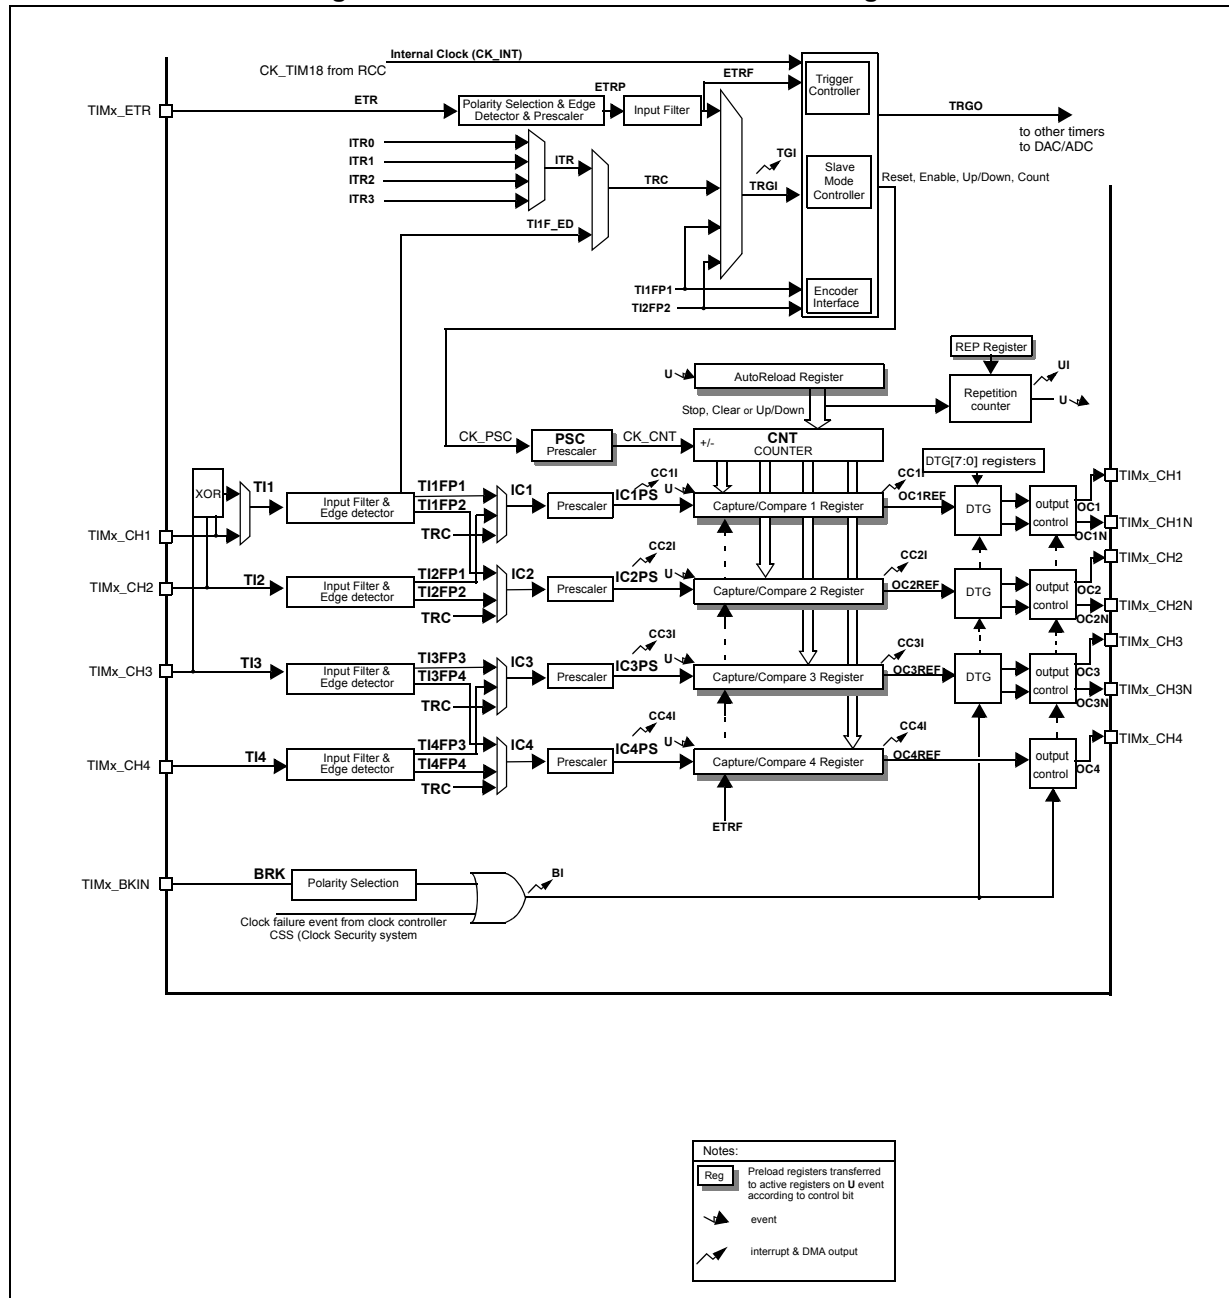 Internal Clock (CK_INT)
CK_TIM18 from RCC
TIMx_ETR
ETR
Polarity Selection & Edge
Detector & Prescaler
ETRP
Input Filter
ETRF
Trigger
Controller
TRGO
to other timers
to DAC/ADC
ITR0
ITR1
ITR2
ITR3
ITR
TRC
TI1F_ED
TGI
TRGI
Slave
Mode
Controller
Reset, Enable, Up/Down, Count
TI1FP1
TI2FP2
Encoder
Interface
REP Register
U
AutoReload Register
Repetition
counter
UI
U
Stop, Clear or Up/Down
CK_PSC
PSC
Prescaler
CK_CNT
+/-
CNT
COUNTER
DTG[7:0] registers
XOR
TI1
Input Filter &
Edge detector
TI1FP1
TI1FP2
TRC
IC1
Prescaler
IC1PS
CC1I
U
Capture/Compare 1 Register
CC1I
OC1REF
DTG
output
control
OC1
OC1N
TIMx_CH1
TIMx_CH1N
TIMx_CH1
TIMx_CH2
TI2
Input Filter &
Edge detector
TI2FP1
TI2FP2
TRC
IC2
Prescaler
IC2PS
CC2I
U
Capture/Compare 2 Register
CC2I
OC2REF
DTG
output
control
OC2
OC2N
TIMx_CH2
TIMx_CH2N
TIMx_CH3
TI3
Input Filter &
Edge detector
TI3FP3
TI3FP4
TRC
IC3
Prescaler
IC3PS
CC3I
U
Capture/Compare 3 Register
CC3I
OC3REF
DTG
output
control
OC3
OC3N
TIMx_CH3
TIMx_CH3N
TIMx_CH4
TI4
Input Filter &
Edge detector
TI4FP3
TI4FP4
TRC
IC4
Prescaler
IC4PS
CC4I
U
Capture/Compare 4 Register
CC4I
OC4REF
output
control
OC4
TIMx_CH4
ETRF
TIMx_BKIN
BRK
Polarity Selection
BI
Clock failure event from clock controller
CSS (Clock Security system
Notes:
Reg
Preload registers transferred
to active registers on U event
according to control bit
event
interrupt & DMA output